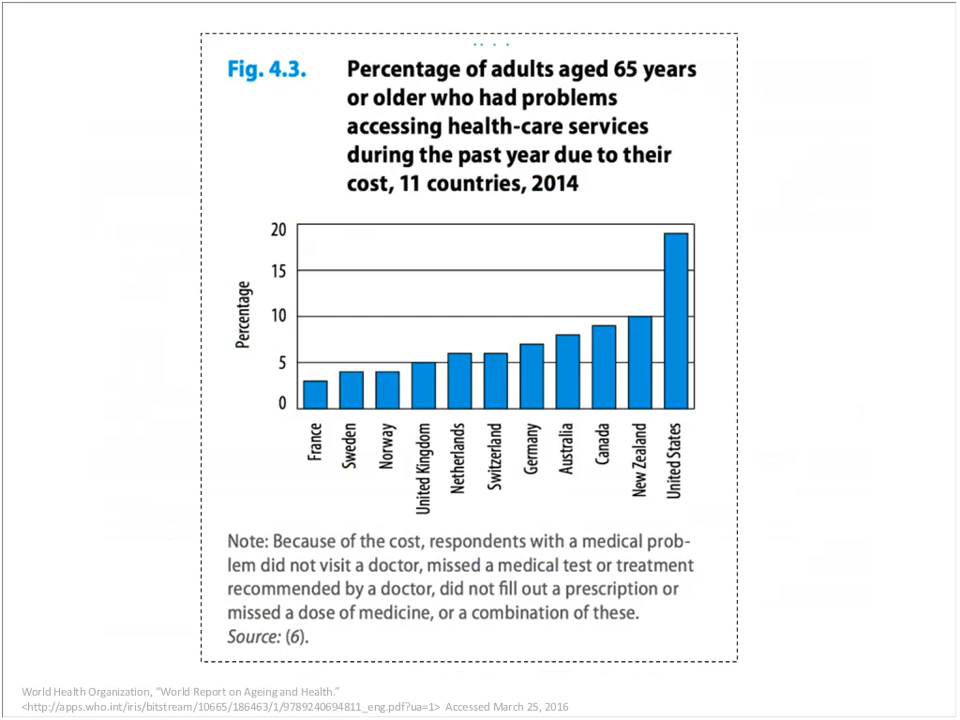 Fig. 4.3.
Percentage of adults aged 65 years
or older who had problems
accessing health-care services
during the past year due to their
cost, 11 countries, 2014
20
15
10
5
0
Percentage
France
Sweden
Norway
United Kingdom
Netherlands
Switzerland
Germany
Australia
Canada
New Zealand
United States
Note: Because of the cost, respondents with a medical prob-
lem did not visit a doctor, missed a medical test or treatment
recommended by a doctor, did not fill out a prescription or
missed a dose of medicine, or a combination of these.
Source: (6).
World Health Organization, “World Report on Ageing and Health.”
<http://apps.who.int/iris/bitstream/10665/186463/1/9789240694811_eng.pdf?ua=1> Accessed March 25, 2016